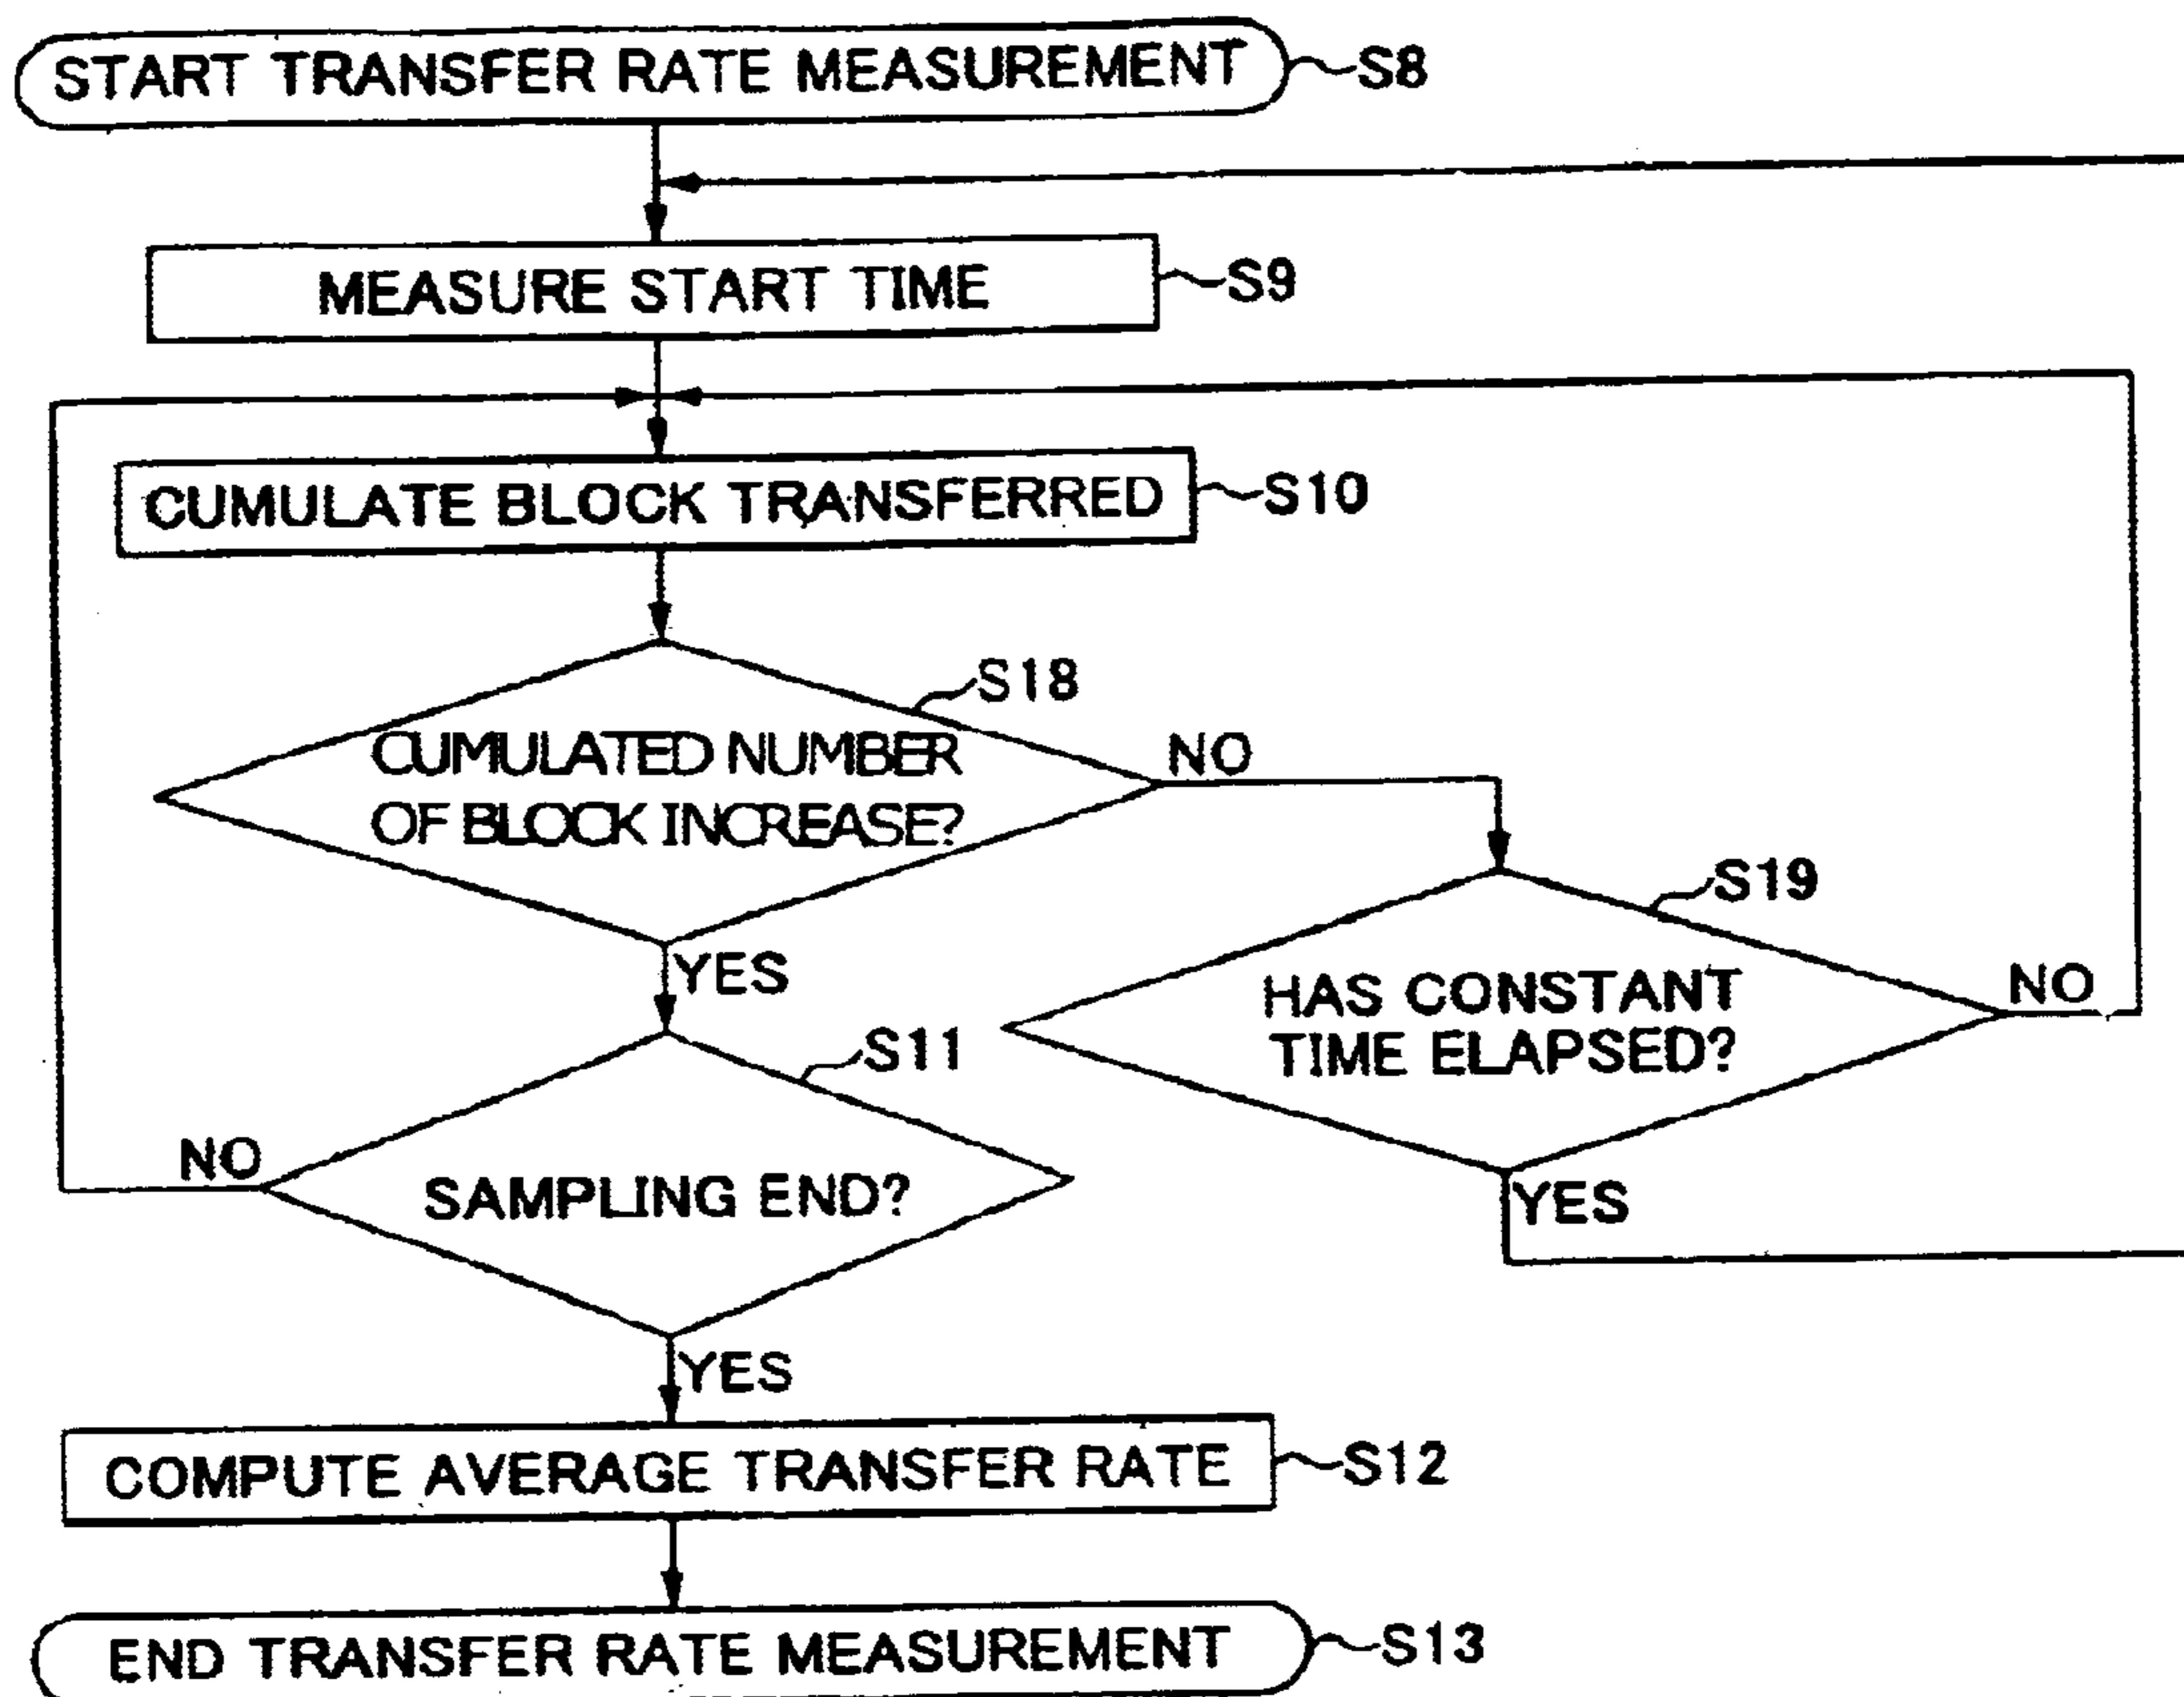 START TRANSFER RATE MEASUREMENT
S8
MEASURE START TIME
S9
CUMULATE BLOCK TRANSFERRED
S10
S18
CUMULATED NUMBER
OF BLOCK INCREASE?
NO
S19
HAS CONSTANT
TIME ELAPSED?
NO
YES
YES
S11
SAMPLING END?
NO
YES
COMPUTE AVERAGE TRANSFER RATE
S12
END TRANSFER RATE MEASUREMENT
S13